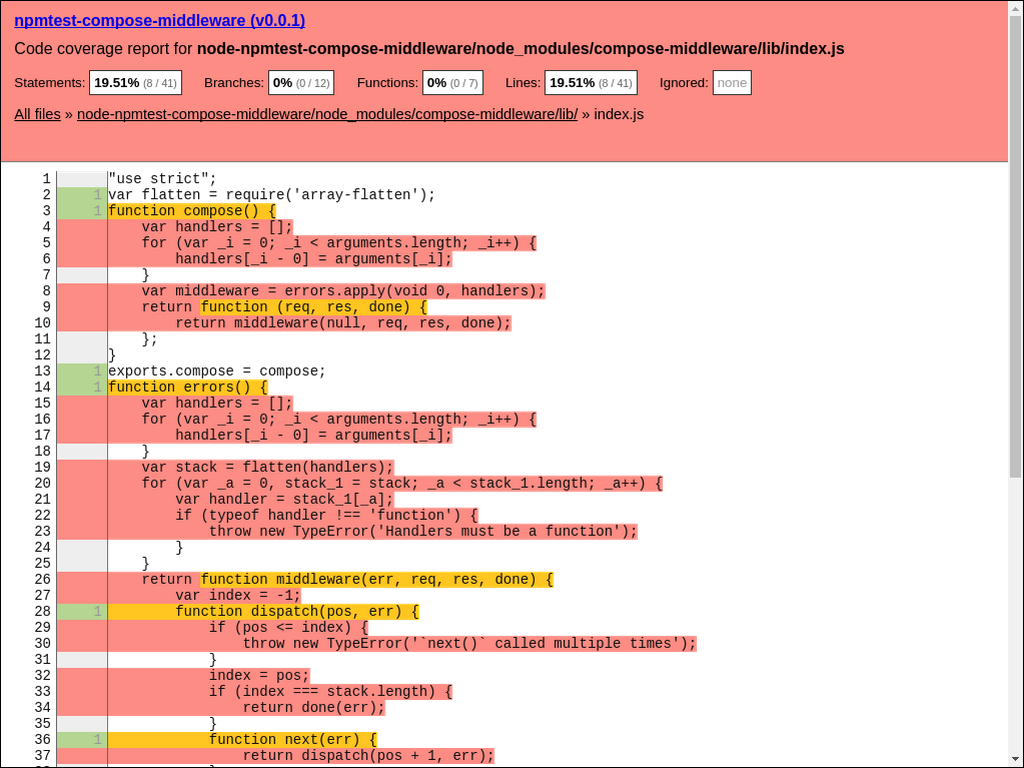 npmtest-compose-middleware (v0.0.1)
Code coverage report for node-npmtest-compose-middleware/node_modules/compose-middleware/lib/index.js
Statements: 19.51% (8 / 41) Branches: 0% (0 / 12) Functions: 0% (0 / 7) Lines: 19.51% (8 / 41) Ignored: none
All files » node-npmtest-compose-middleware/node_modules/compose-middleware/lib/ » index.js
1 "use strict";
2 1 var flatten = require('array-flatten');
3 1 function compose() {
4     var handlers = [];
5     for (var _i = 0; _i < arguments.length; _i++) {
6         handlers[_i - 0] = arguments[_i];
7     }
8     var middleware = errors.apply(void 0, handlers);
9     return function (req, res, done) {
10         return middleware(null, req, res, done);
11     };
12 }
13 1 exports.compose = compose;
14 1 function errors() {
15     var handlers = [];
16     for (var _i = 0; _i < arguments.length; _i++) {
17         handlers[_i - 0] = arguments[_i];
18     }
19     var stack = flatten(handlers);
20     for (var _a = 0, stack_1 = stack; _a < stack_1.length; _a++) {
21         var handler = stack_1[_a];
22         if (typeof handler !== 'function') {
23             throw new TypeError('Handlers must be a function');
24         }
25     }
26     return function middleware(err, req, res, done) {
27         var index = -1;
28 1         function dispatch(pos, err) {
29             if (pos <= index) {
30                 throw new TypeError('`next()` called multiple times');
31             }
32             index = pos;
33             if (index === stack.length) {
34                 return done(err);
35             }
36 1             function next(err) {
37                 return dispatch(pos + 1, err);